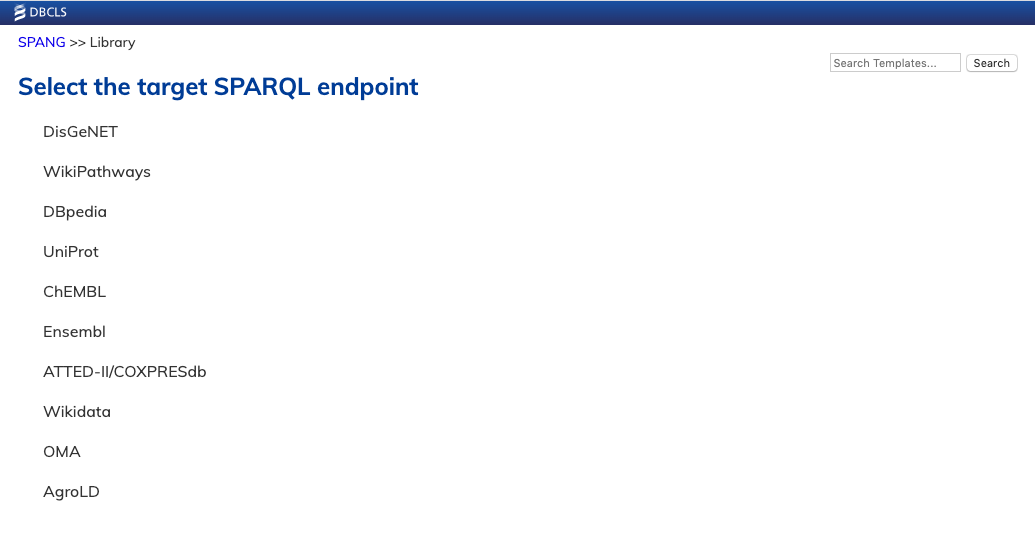 DBCLS
SPANG >> Library
Search Templates... Search
Select the target SPARQL endpoint
DisGeNET
WikiPathways
DBpedia
UniProt
ChEMBL
Ensembl
ATTED-II/COXPRESdb
Wikidata
OMA
AgroLD